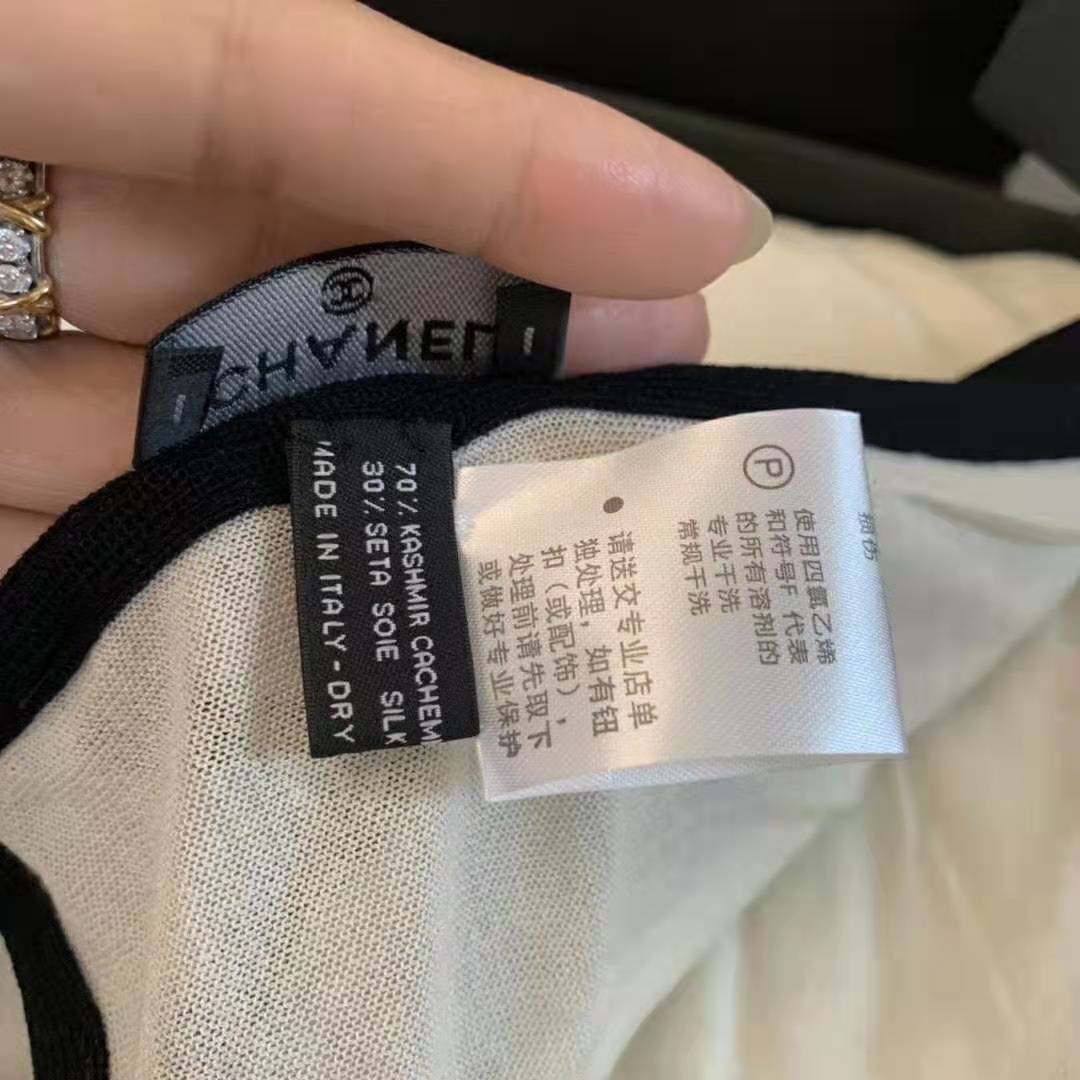 CHANEL
70% KASHMIR CACHEM
30% SETA SOIE SILK
MADE IN ITALY - DRY
P
使用四氯乙烯
和符号F 代表
的所有溶剂的
专业干洗
常规干洗
● 请送交专业店单
独处理，如有钮
扣（或配饰），
处理前请先取下
或做好专业保护